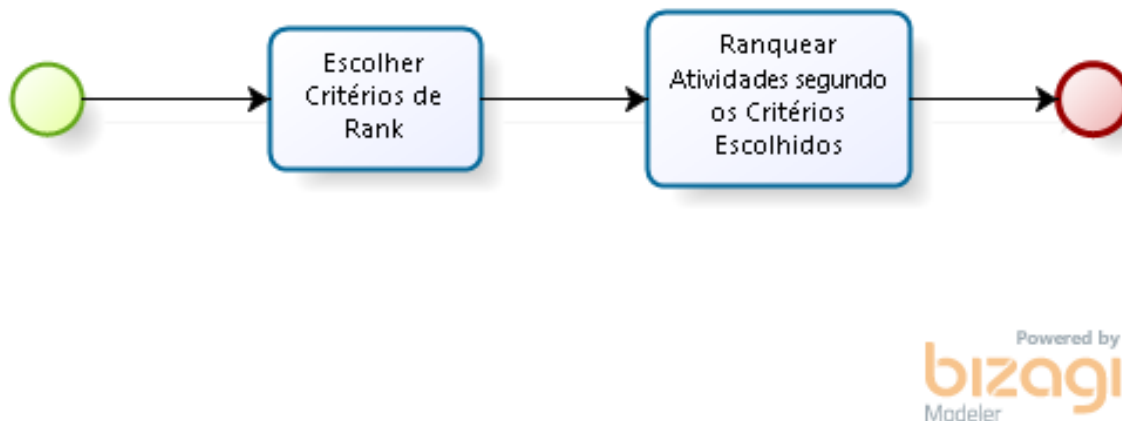 Escolher
Critérios de
Rank
Ranquear
Atividades segundo
os Critérios
Escolhidos
Powered by
bizagi
Modeler